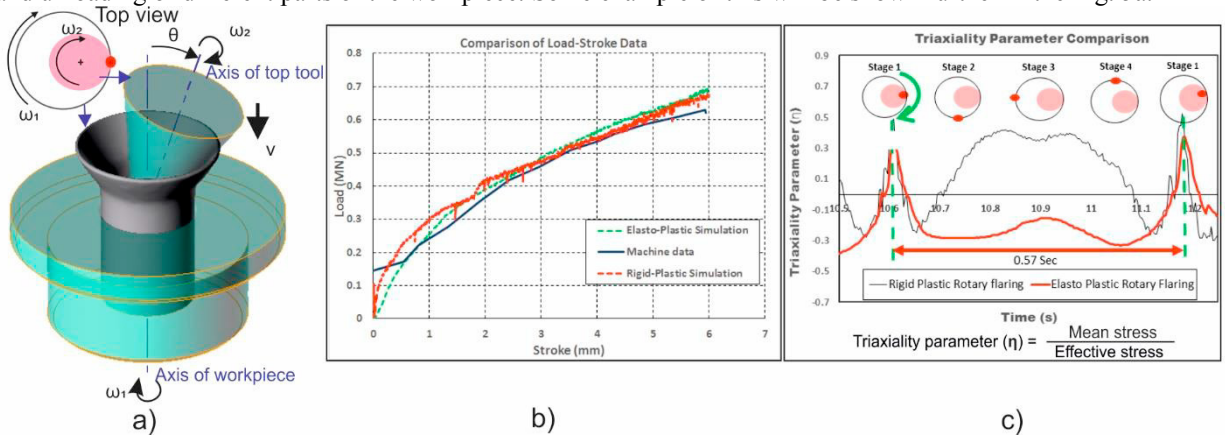 Top view
ω₂
θ
ω₂
Axis of top tool
ω₁
v
Axis of workpiece
ω₁
a)
Comparison of Load-Stroke Data
Load (MN)
0.8
0.7
0.6
0.5
0.4
0.3
0.2
0.1
0
0 1 2 3 4 5 6 7
Stroke (mm)
Elasto-Plastic Simulation
Machine data
Rigid-Plastic Simulation
b)
Triaxiality Parameter Comparison
Stage 1 Stage 2 Stage 3 Stage 4 Stage 1
Triaxiality Parameter (η)
0.9
0.7
0.5
0.3
0.1
-0.1
-0.3
-0.5
-0.7
10.5 10.6 10.7 10.8 10.9 11 11.1 11.2
0.57 Sec
Rigid Plastic Rotary flaring Elasto Plastic Rotary Flaring
Time (s)
Triaxiality parameter (η) = Mean stress
Effective stress
c)